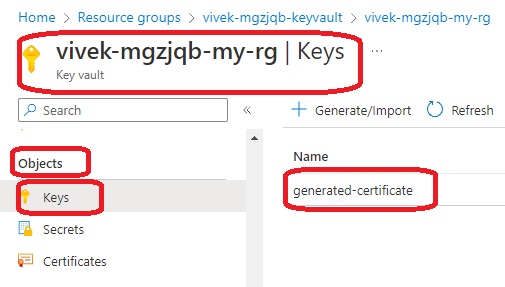 Home > Resource groups > vivek-mgzjqb-keyvault > vivek-mgzjqb-my-rg
vivek-mgzjqb-my-rg | Keys ...
Key vault
Search «
Objects
Keys
Secrets
Certificates
+ Generate/Import Refresh
Name
generated-certificate